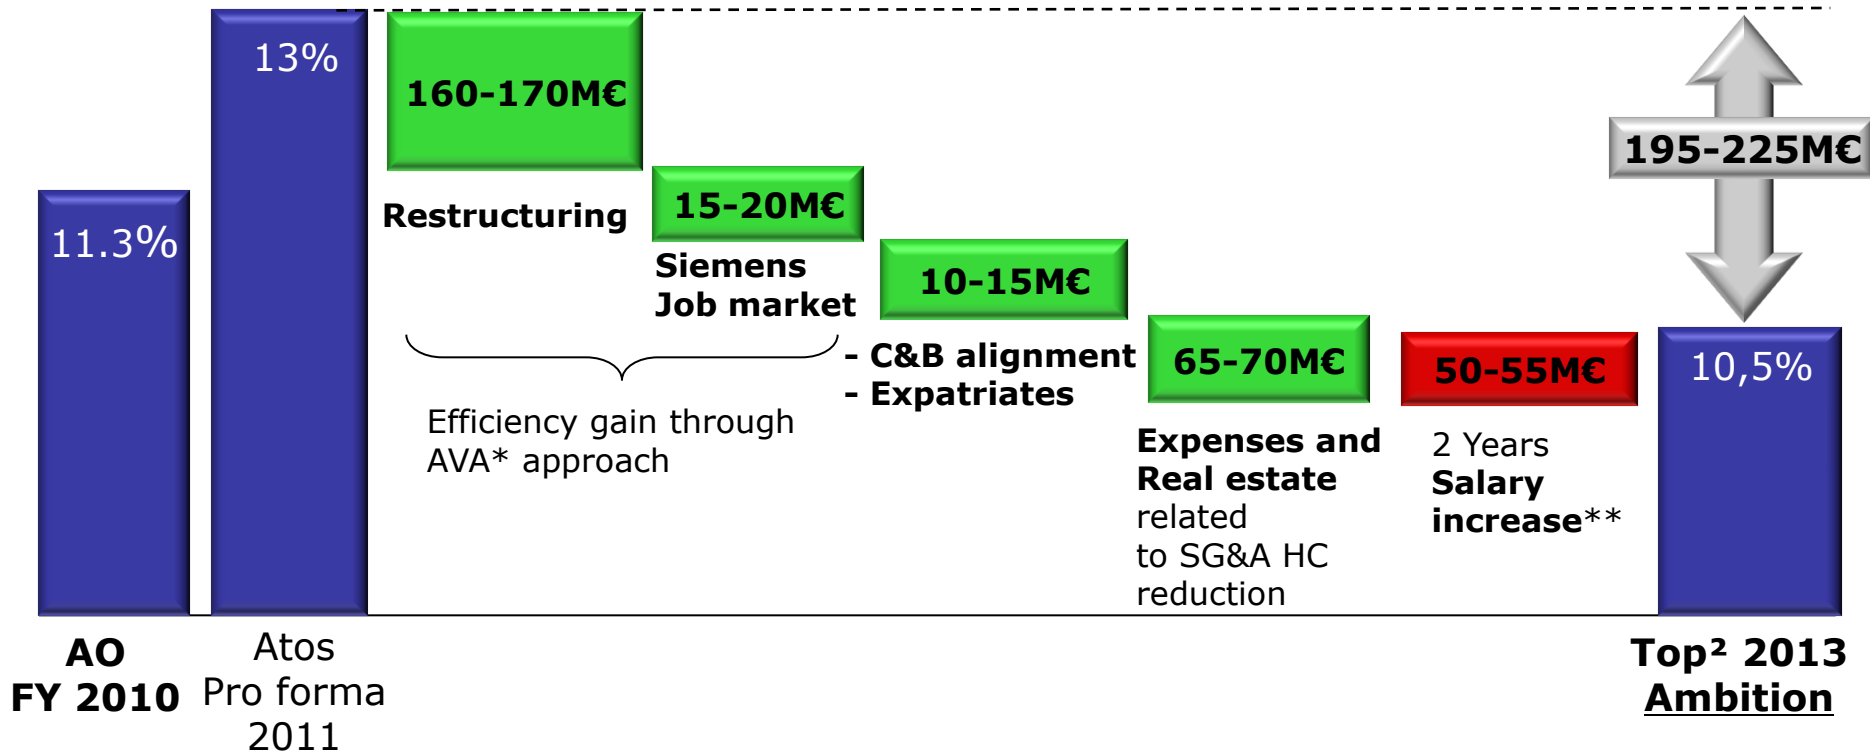 13%
160-170M€
195-225M€
11.3%
Restructuring
15-20M€
Siemens
Job market
10-15M€
- C&B alignment
- Expatriates
65-70M€
50-55M€
10,5%
Efficiency gain through
AVA* approach
Expenses and
Real estate
related
to SG&A HC
reduction
2 Years
Salary
increase**
AO
FY 2010
Atos
Pro forma
2011
Top² 2013
Ambition